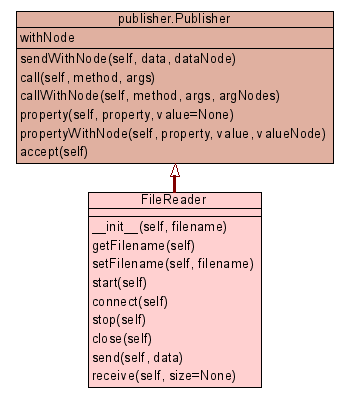 publisher.Publisher
withNode
sendWithNode(self, data, dataNode)
call(self, method, args)
callWithNode(self, method, args, argNodes)
property(self, property, value=None)
propertyWithNode(self, property, value, valueNode)
accept(self)
FileReader
__init__(self, filename)
getFilename(self)
setFilename(self, filename)
start(self)
connect(self)
stop(self)
close(self)
send(self, data)
receive(self, size=None)